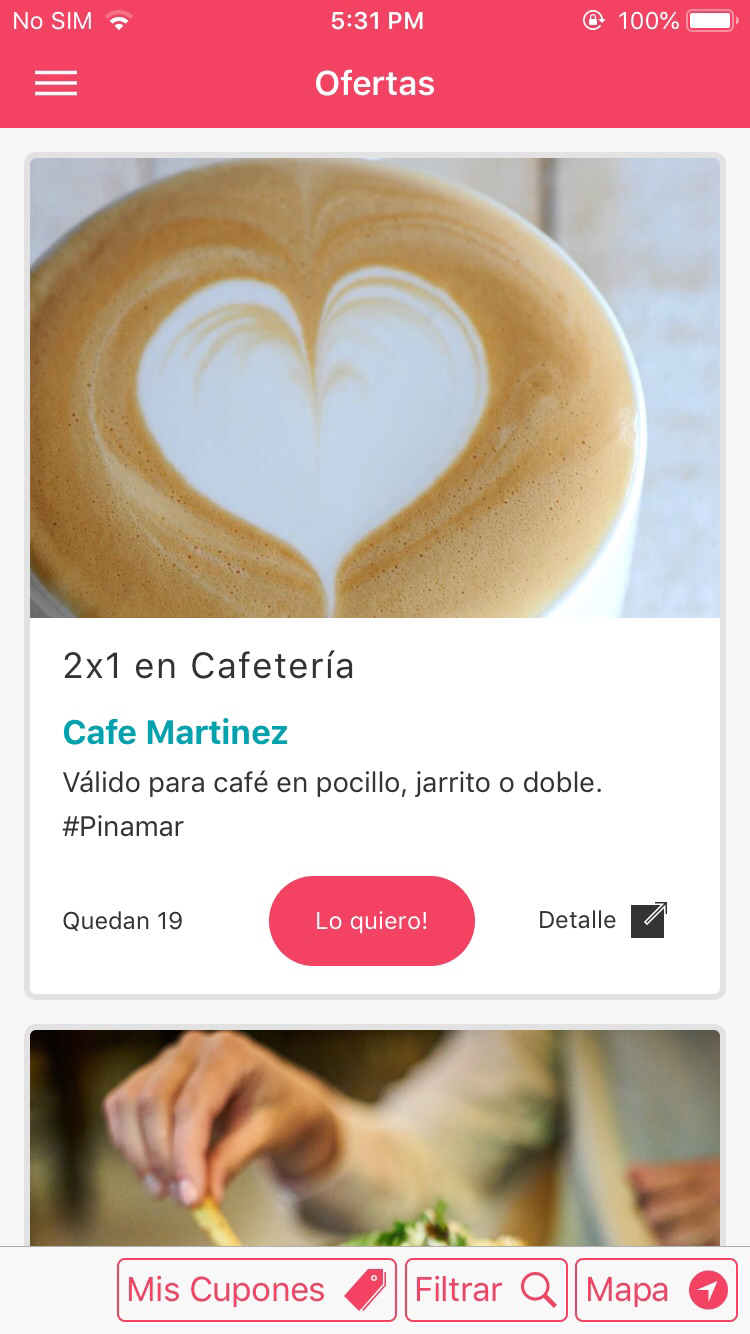 No SIM 5:31 PM 100%
Ofertas
2x1 en Cafetería
Cafe Martinez
Válido para café en pocillo, jarrito o doble.
#Pinamar
Quedan 19 Lo quiero! Detalle
Mis Cupones Filtrar Mapa